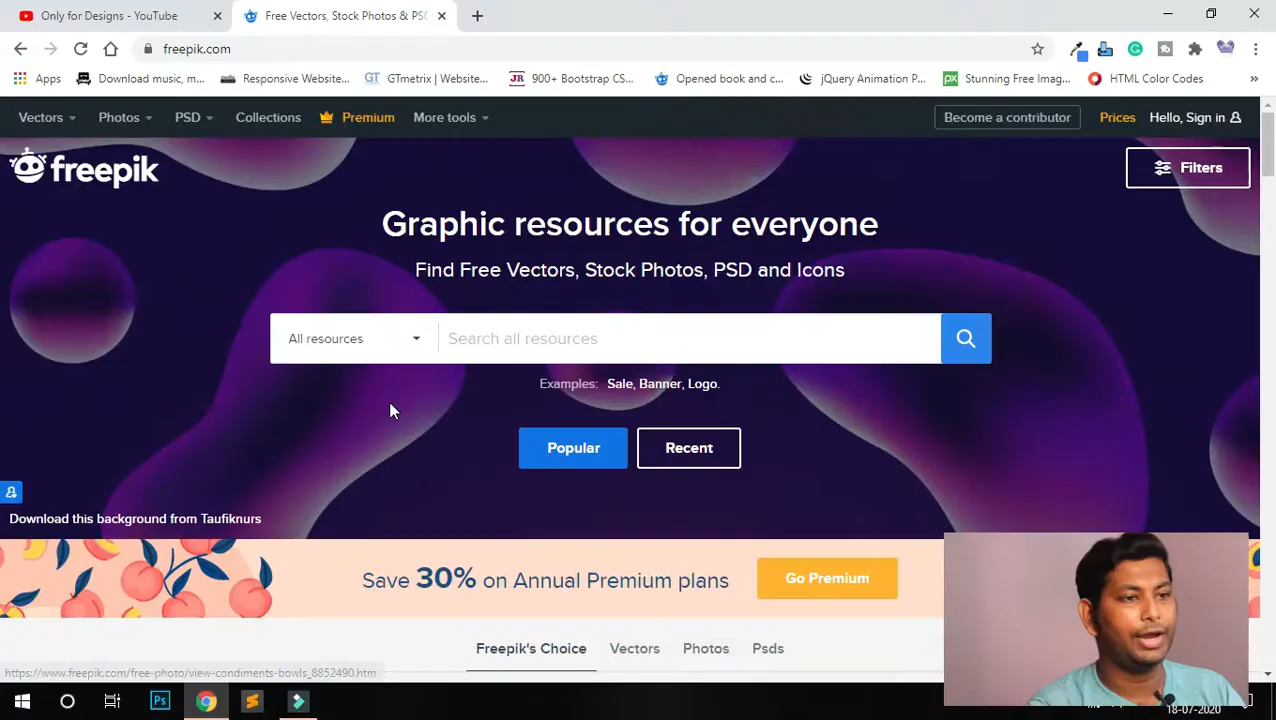 Only for Designs - YouTube
Free Vectors, Stock Photos & PSD
freepik.com
Apps
Download music, m...
Responsive Website...
GT
GTmetrix | Website...
JR
900+ Bootstrap CS...
Opened book and c...
jQuery Animation P...
px
Stunning Free Imag...
HTML Color Codes
»
Vectors
Photos
PSD
Collections
Premium
More tools
Become a contributor
Prices
Hello, Sign in
freepik
Filters
Graphic resources for everyone
Find Free Vectors, Stock Photos, PSD and Icons
All resources
Search all resources
Examples: Sale, Banner, Logo.
Popular
Recent
Download this background from Taufiknurs
Save 30% on Annual Premium plans
Go Premium
Freepik's Choice
Vectors
Photos
Psds
https://www.freepik.com/free-photo/view-condiments-bowls_8852490.htm
Ps
18-07-2020